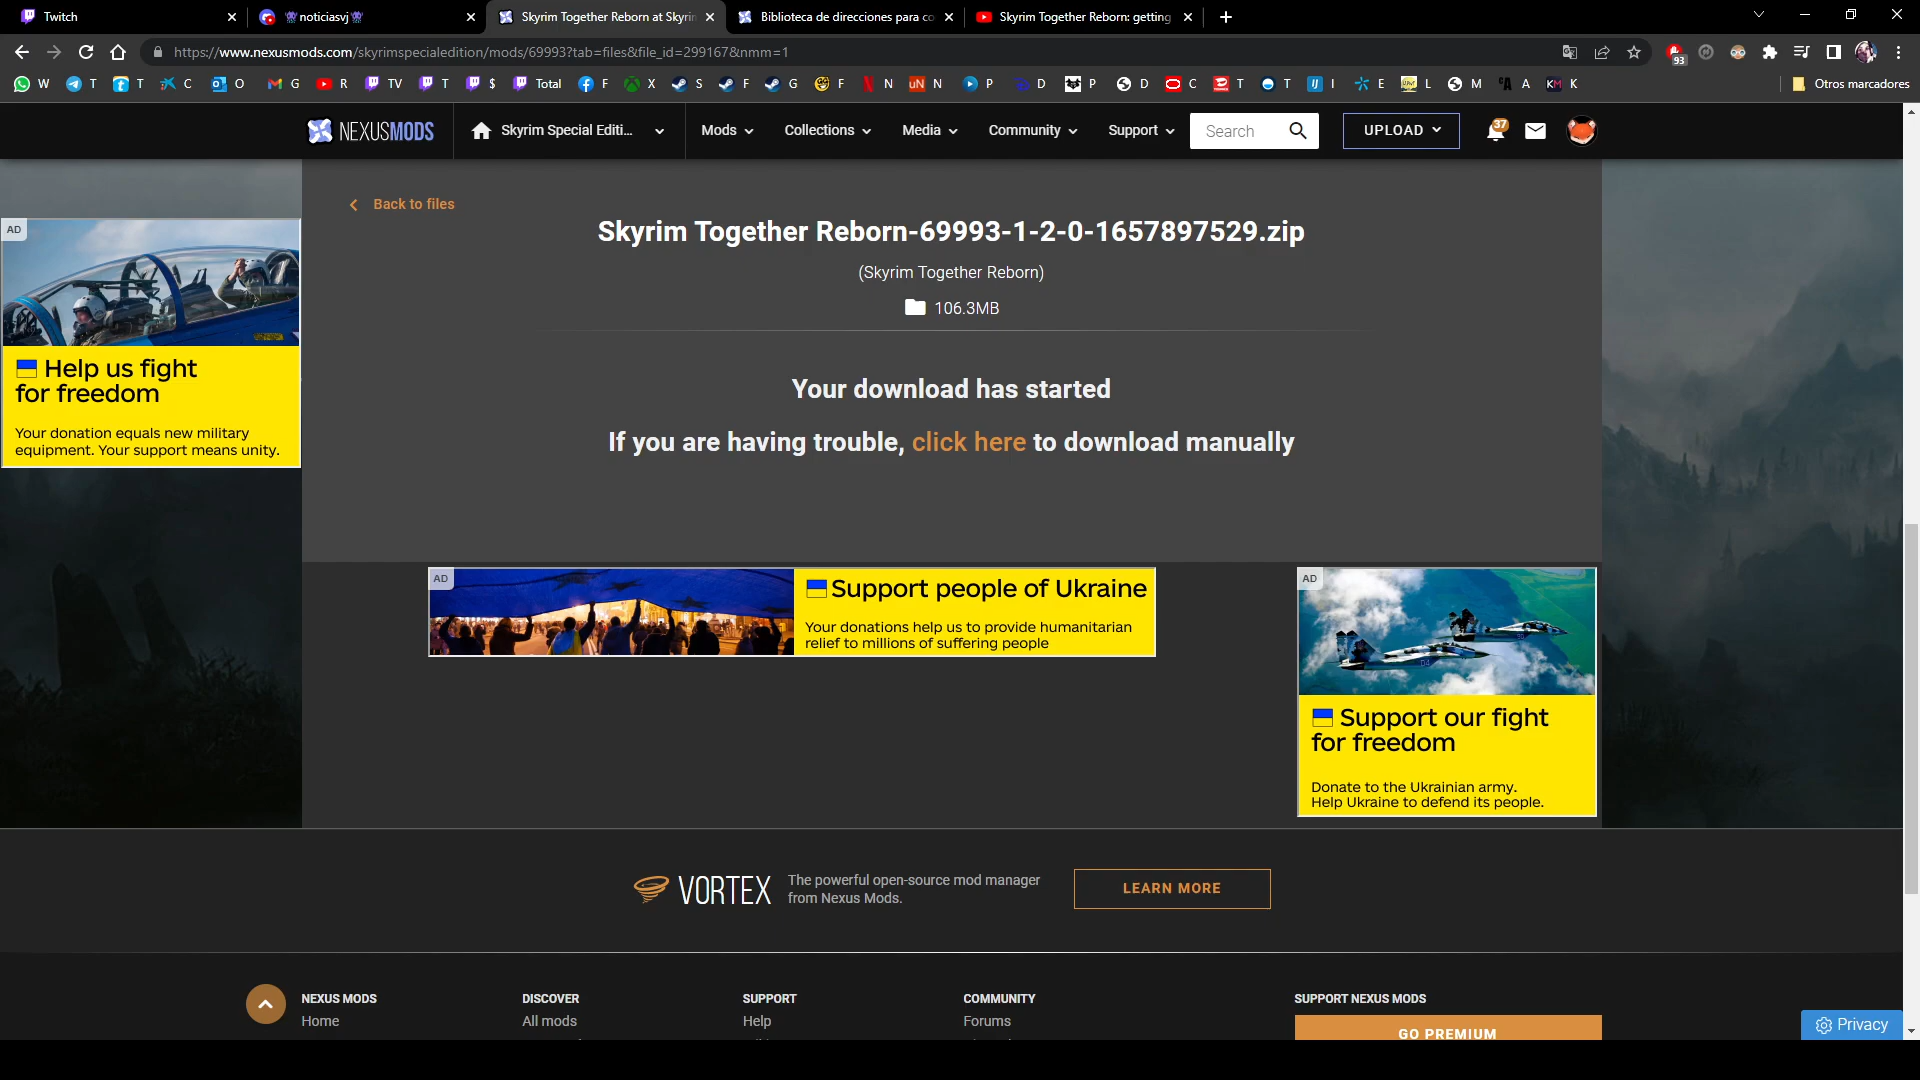 Twitch
noticiasvj
Skyrim Together Reborn at Skyrim
Biblioteca de direcciones para co
Skyrim Together Reborn: getting
https://www.nexusmods.com/skyrimspecialedition/mods/69993?tab=files&file_id=299167&nmm=1
93
W T T C O G R TV T $ Total F X S F G F N N P D P D C T T I E L M A K
Otros marcadores
NEXUSMODS
Skyrim Special Editi...
Mods
Collections
Media
Community
Support
Search
UPLOAD
37
Back to files
Skyrim Together Reborn-69993-1-2-0-1657897529.zip
(Skyrim Together Reborn)
106.3MB
Your download has started
If you are having trouble, click here to download manually
AD
Help us fight
for freedom
Your donation equals new military
equipment. Your support means unity.
AD
Support people of Ukraine
Your donations help us to provide humanitarian
relief to millions of suffering people
AD
Support our fight
for freedom
Donate to the Ukrainian army.
Help Ukraine to defend its people.
VORTEX
The powerful open-source mod manager
from Nexus Mods.
LEARN MORE
NEXUS MODS
Home
DISCOVER
All mods
SUPPORT
Help
COMMUNITY
Forums
SUPPORT NEXUS MODS
GO PREMIUM
Privacy